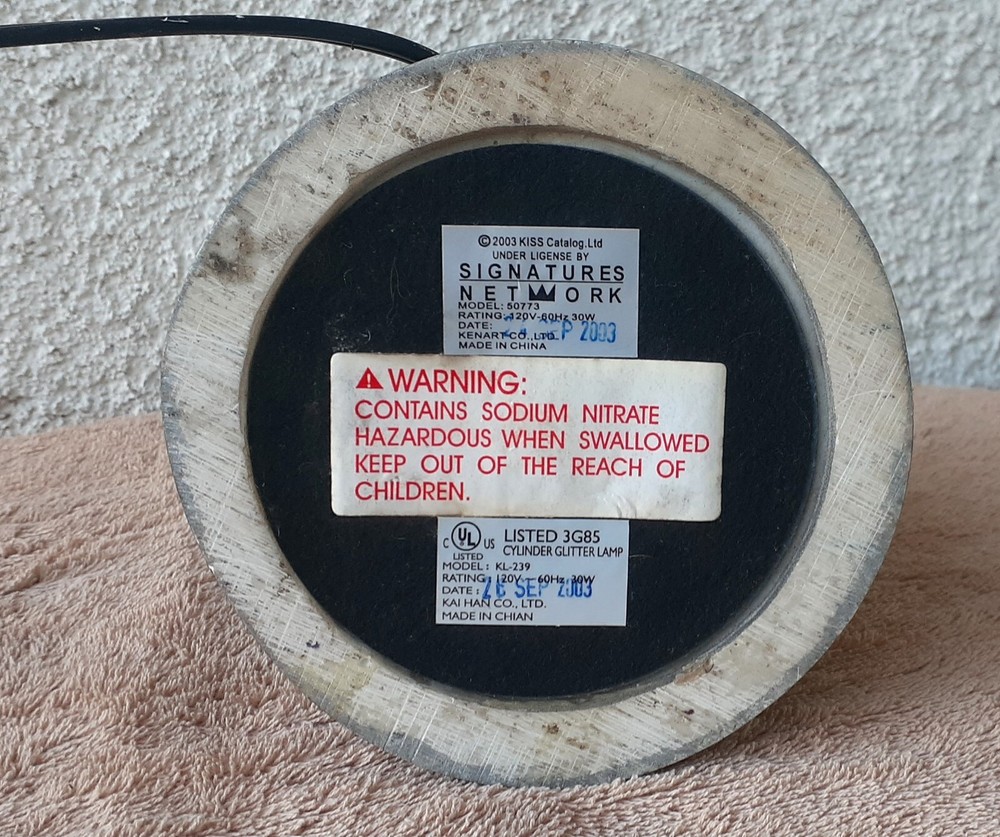 ©2003 KISS Catalog.Ltd
UNDER LIGENSE BY
SIGNATURES
NETWORK
MODEL: 50773
RATING: 120V-60Hz 30W
DATE: SEP 2003
KENART CO., LTD.
MADE IN CHINA
WARNING:
CONTAINS SODIUM NITRATE
HAZARDOUS WHEN SWALLOWED
KEEP OUT OF THE REACH OF
CHILDREN.
C UL US LISTED 3G85
LISTED CYLINDER GLITTER LAMP
MODEL: KL-239
RATING: 120V~60Hz, 30W
DATE: 26 SEP 2003
KAI HAN CO., LTD.
MADE IN CHIAN